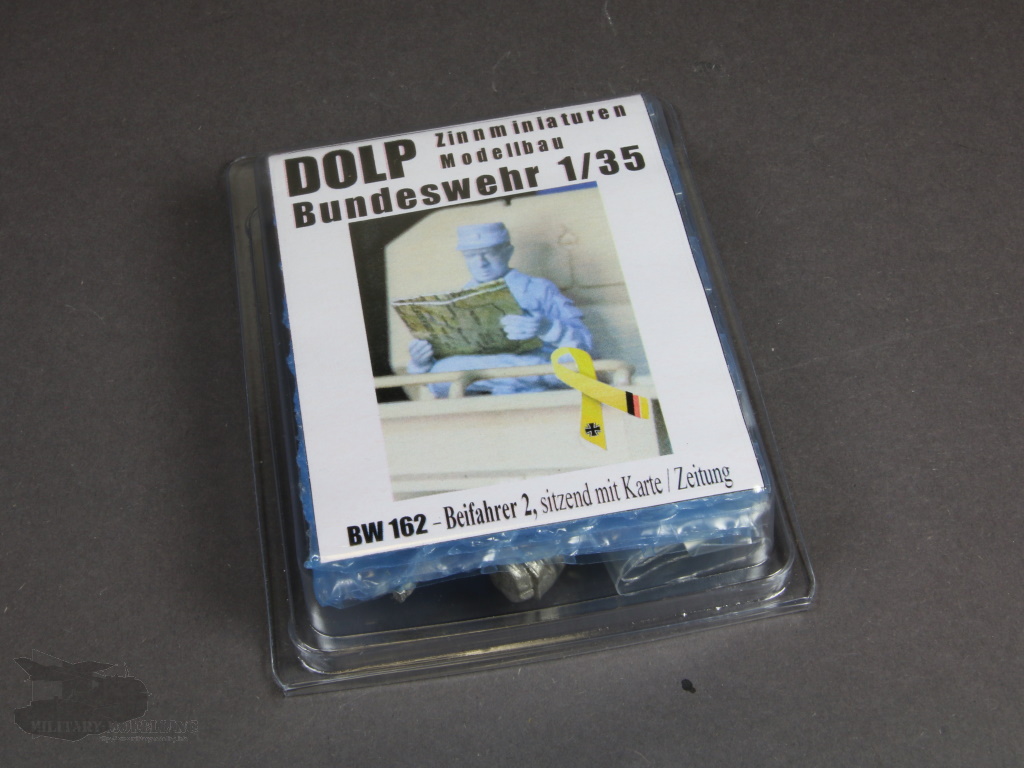 DOLP Zinnminiaturen
Modellbau
Bundeswehr 1/35
BW 162 – Beifahrer 2, sitzend mit Karte / Zeitung